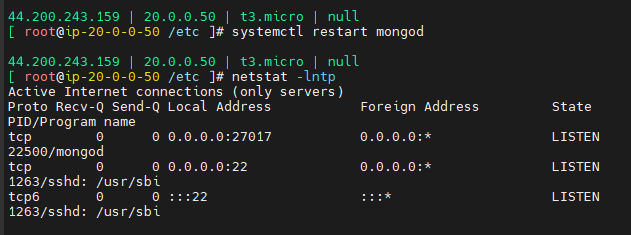 44.200.243.159 | 20.0.0.50 | t3.micro | null
[ root@ip-20-0-0-50 /etc ]# systemctl restart mongod
44.200.243.159 | 20.0.0.50 | t3.micro | null
[ root@ip-20-0-0-50 /etc ]# netstat -lntp
Active Internet connections (only servers)
Proto Recv-Q Send-Q Local Address           Foreign Address         State
PID/Program name
tcp        0      0 0.0.0.0:27017           0.0.0.0:*               LISTEN
22500/mongod
tcp        0      0 0.0.0.0:22              0.0.0.0:*               LISTEN
1263/sshd: /usr/sbi
tcp6       0      0 :::22                   :::*                    LISTEN
1263/sshd: /usr/sbi